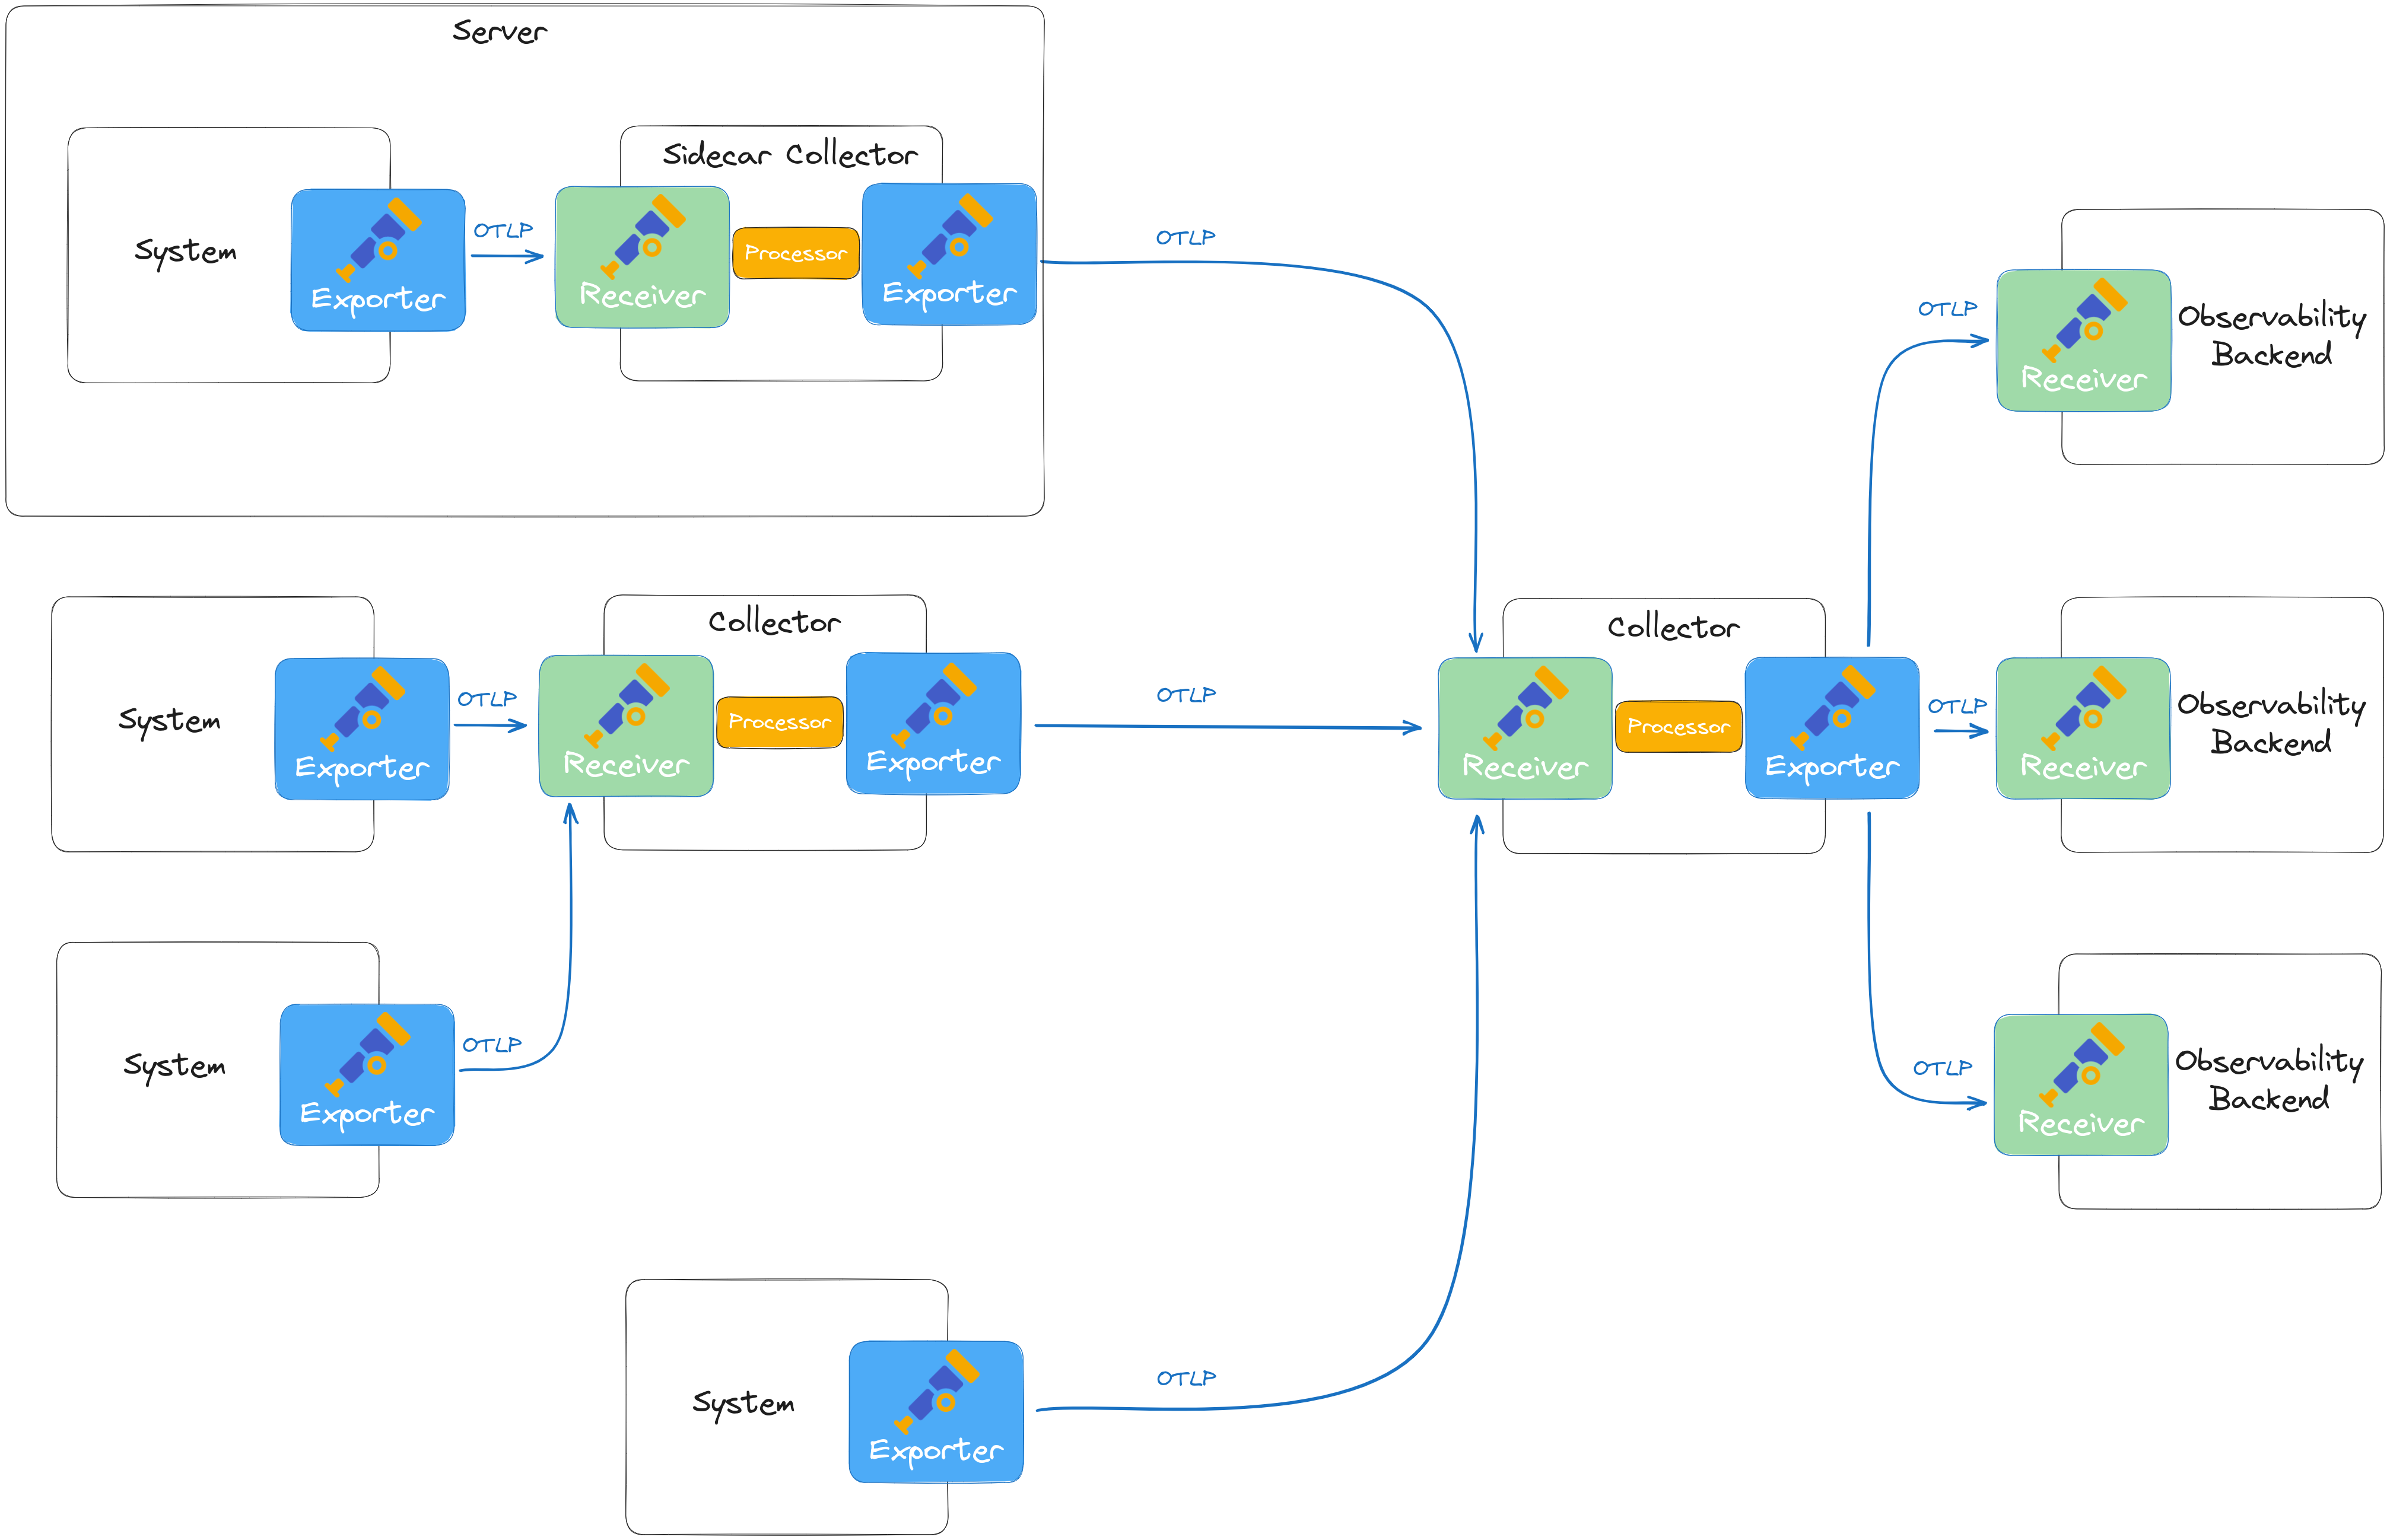 Server
System
Exporter
OTLP
Sidecar Collector
Receiver
Processor
Exporter
OTLP
System
Exporter
OTLP
Collector
Receiver
Processor
Exporter
OTLP
System
Exporter
OTLP
System
Exporter
OTLP
Collector
Receiver
Processor
Exporter
OTLP
Receiver
Observability
Backend
OTLP
Receiver
Observability
Backend
OTLP
Receiver
Observability
Backend